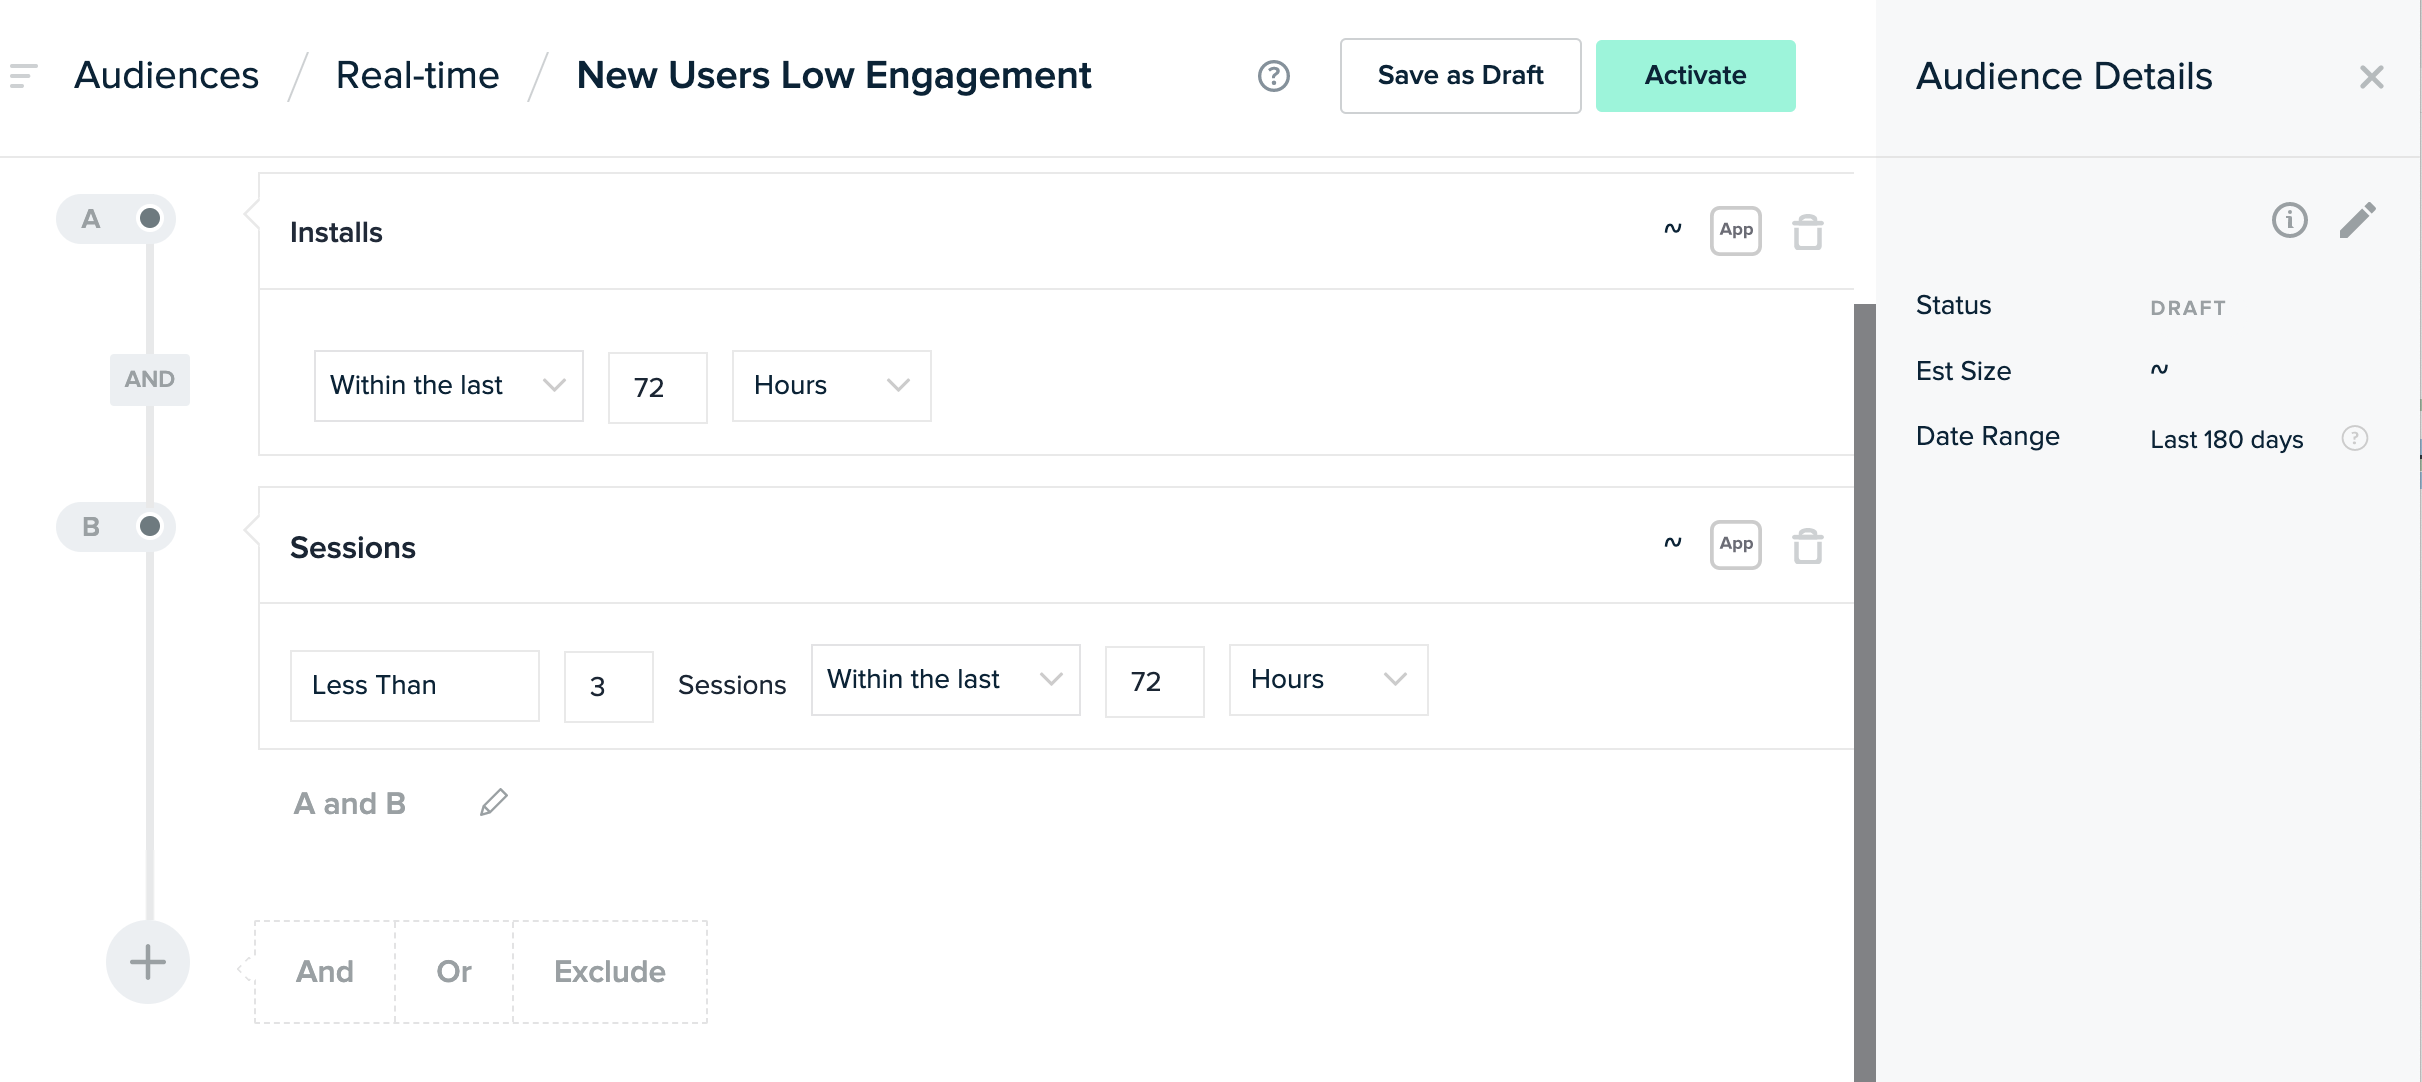 Audiences / Real-time / New Users Low Engagement
Save as Draft
Activate
Audience Details
A
Installs
~
App
AND
Within the last
72
Hours
B
Sessions
~
App
Less Than
3
Sessions
Within the last
72
Hours
A and B
And
Or
Exclude
Status
DRAFT
Est Size
~
Date Range
Last 180 days